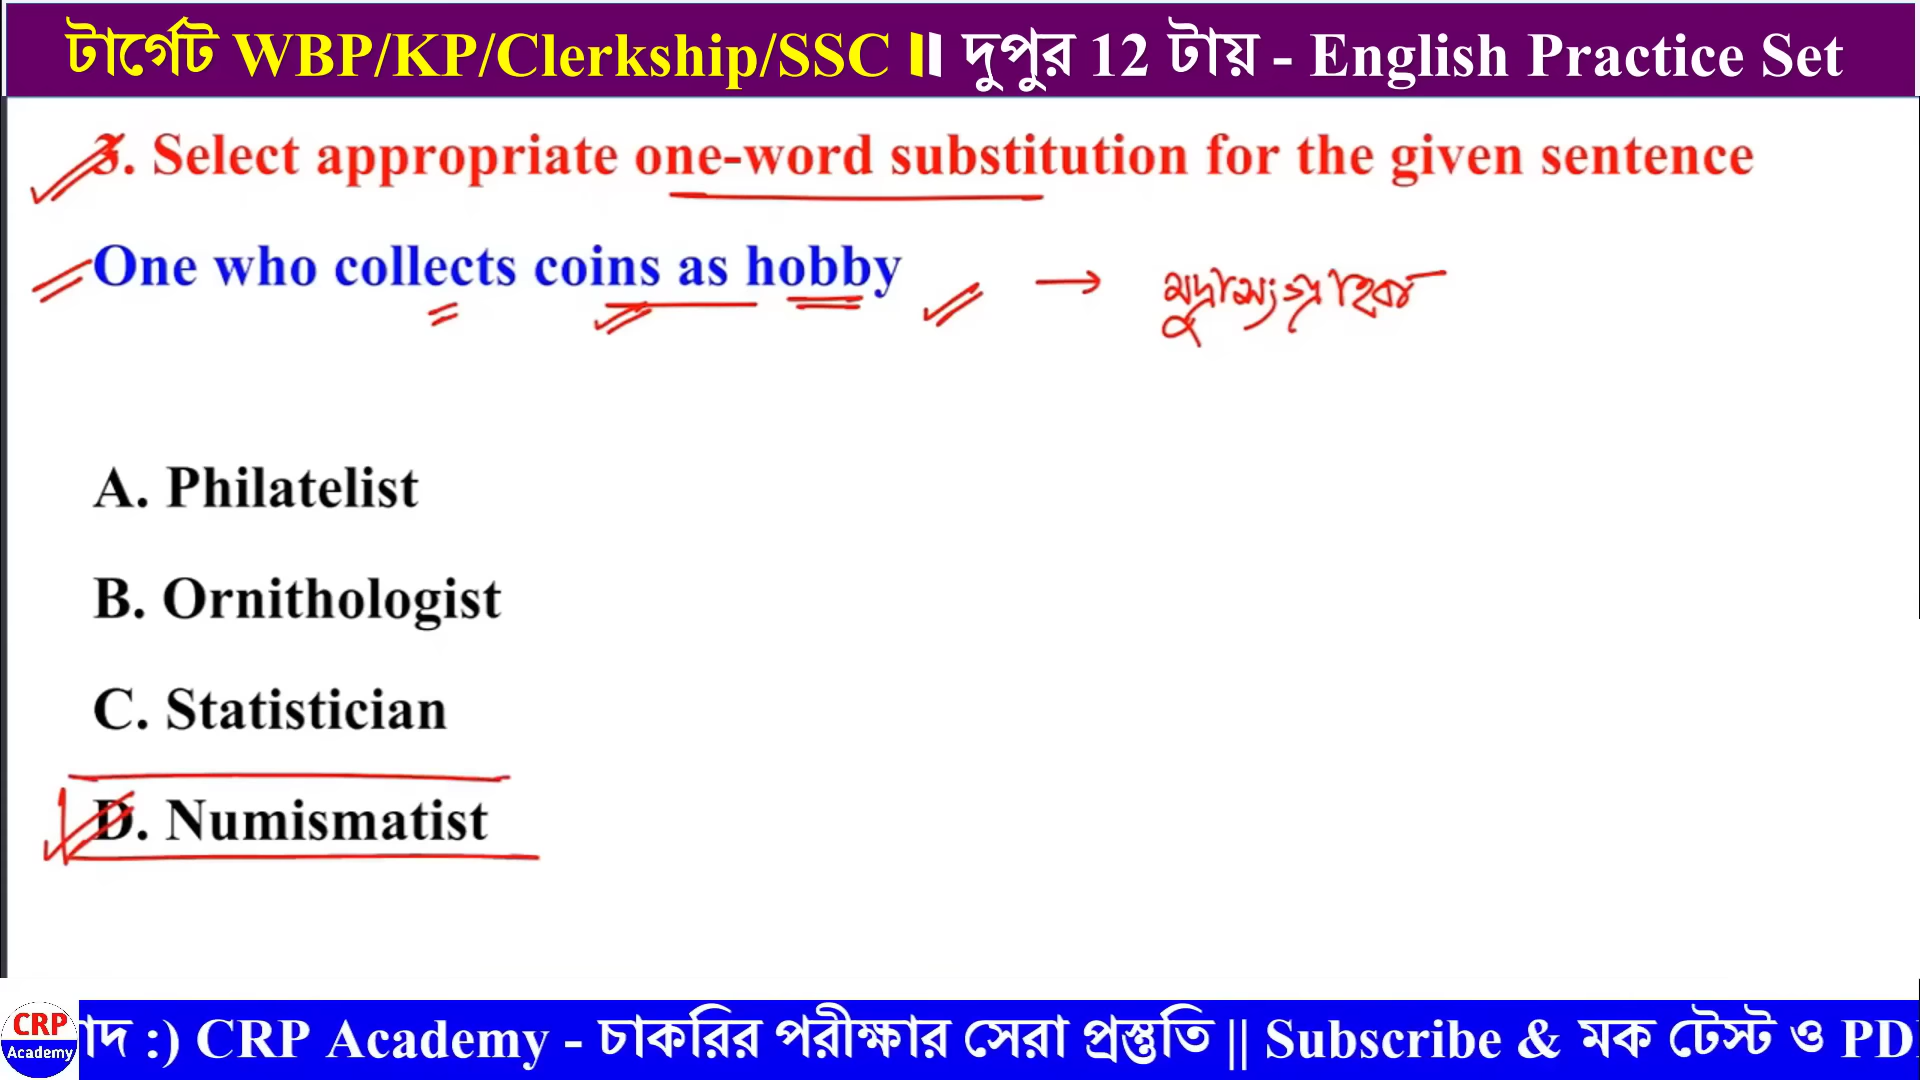 টার্গেট WBP/KP/Clerkship/SSC ॥ দুপুর 12 টায় - English Practice Set
3. Select appropriate one-word substitution for the given sentence
One who collects coins as hobby → মুদ্রাসংগ্রাহক
A. Philatelist
B. Ornithologist
C. Statistician
D. Numismatist
CRP Academy
াদ :) CRP Academy - চাকরির পরীক্ষার সেরা প্রস্তুতি || Subscribe & মক টেস্ট ও PD